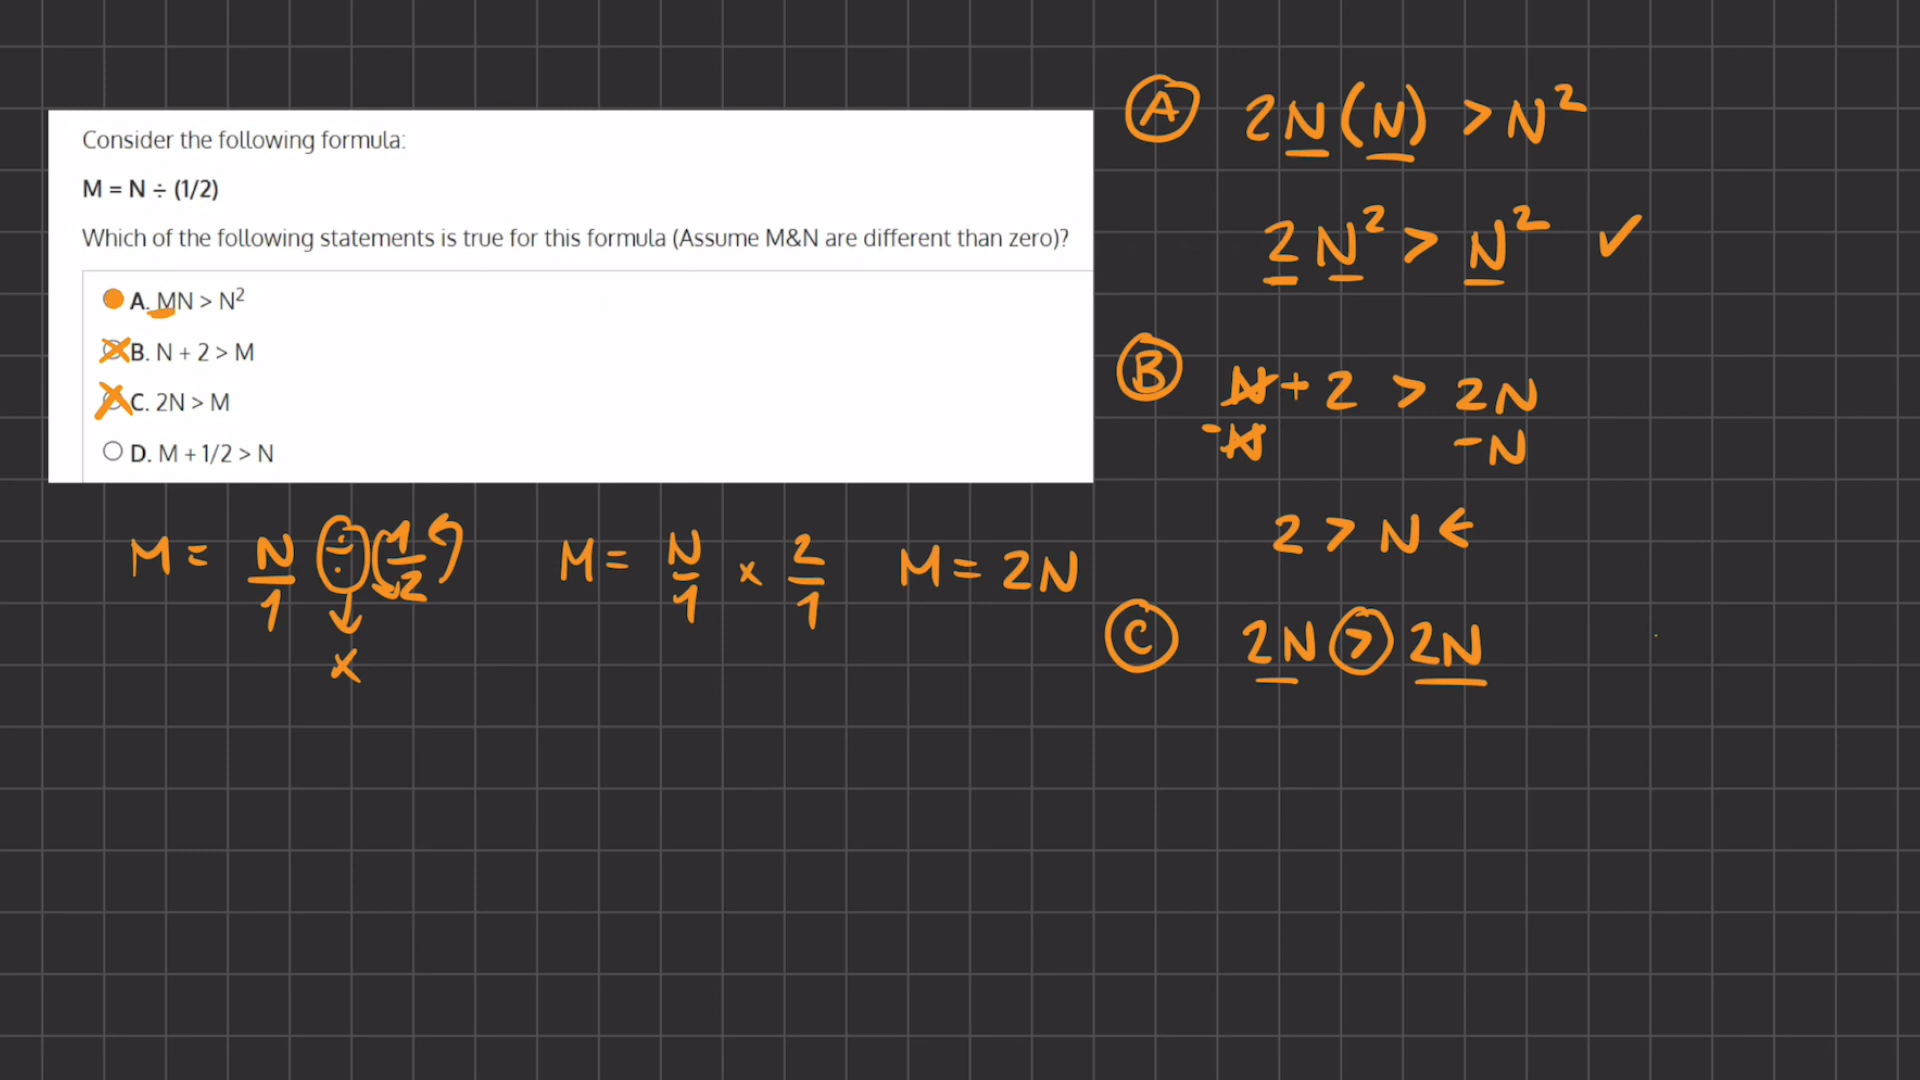 Consider the following formula:
M = N ÷ (1/2)
Which of the following statements is true for this formula (Assume M&N are different than zero)?
A. MN > N²
B. N + 2 > M
C. 2N > M
D. M + 1/2 > N
M = N/1 ÷ (1/2)
x
M = N/1 x 2/1
M = 2N
A 2N(N) > N²
2N² > N² ✓
B N + 2 > 2N
-N -N
2 > N ←
C 2N > 2N